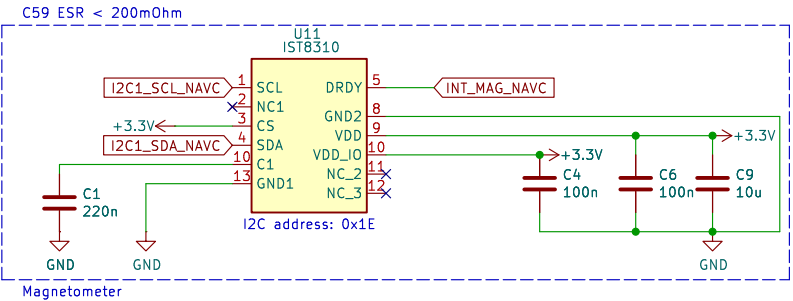 C59 ESR < 200mOhm
U11
IST8310
I2C1_SCL_NAVC
1
SCL
DRDY
5
INT_MAG_NAVC
2
NC1
GND2
8
+3.3V
3
CS
VDD
9
+3.3V
I2C1_SDA_NAVC
4
SDA
VDD_IO
10
+3.3V
10
C1
NC_2
11
13
GND1
NC_3
12
C1
220n
C4
100n
C6
100n
C9
10u
I2C address: 0x1E
GND
GND
GND
Magnetometer